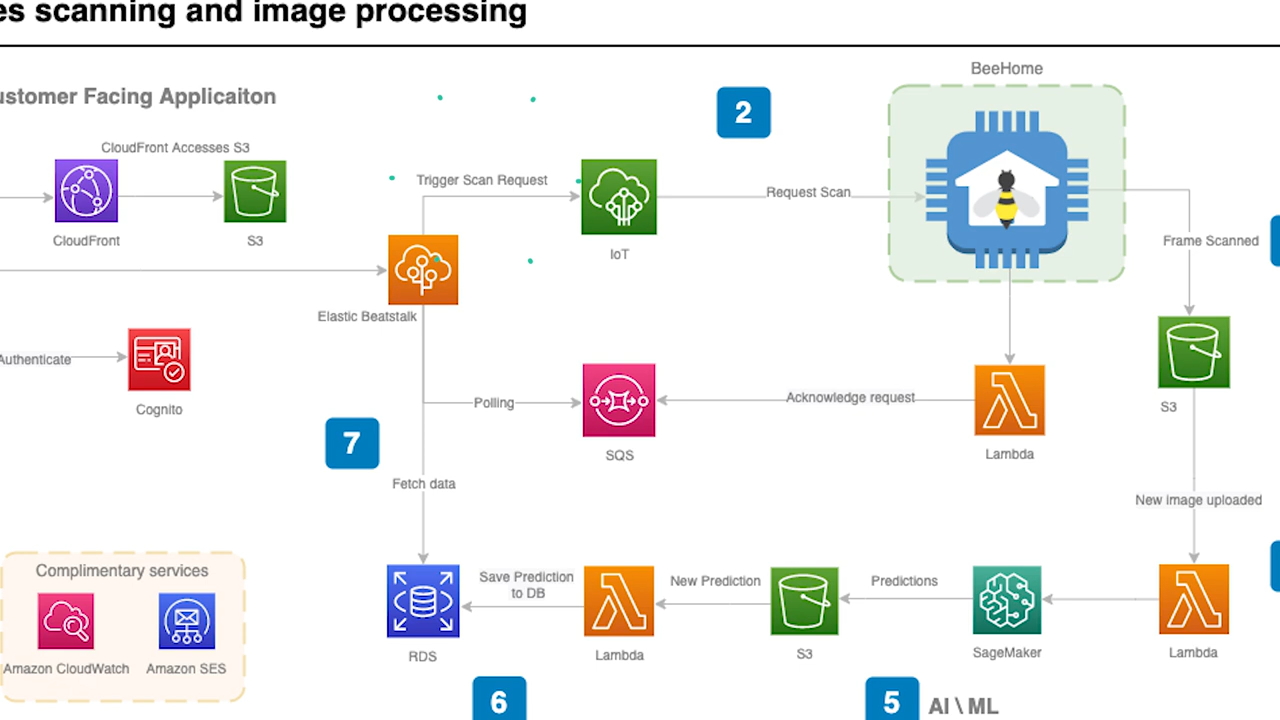 es scanning and image processing
BeeHome
ustomer Facing Applicaiton
2
CloudFront Accesses S3
Trigger Scan Request
Request Scan
CloudFront
S3
IoT
Frame Scanned
Elastic Beatstalk
Authenticate
Cognito
Polling
SQS
Acknowledge request
Lambda
S3
7
Fetch data
New image uploaded
Complimentary services
Amazon CloudWatch
Amazon SES
Save Prediction
to DB
New Prediction
Predictions
RDS
Lambda
S3
SageMaker
Lambda
6
5
AI \ ML